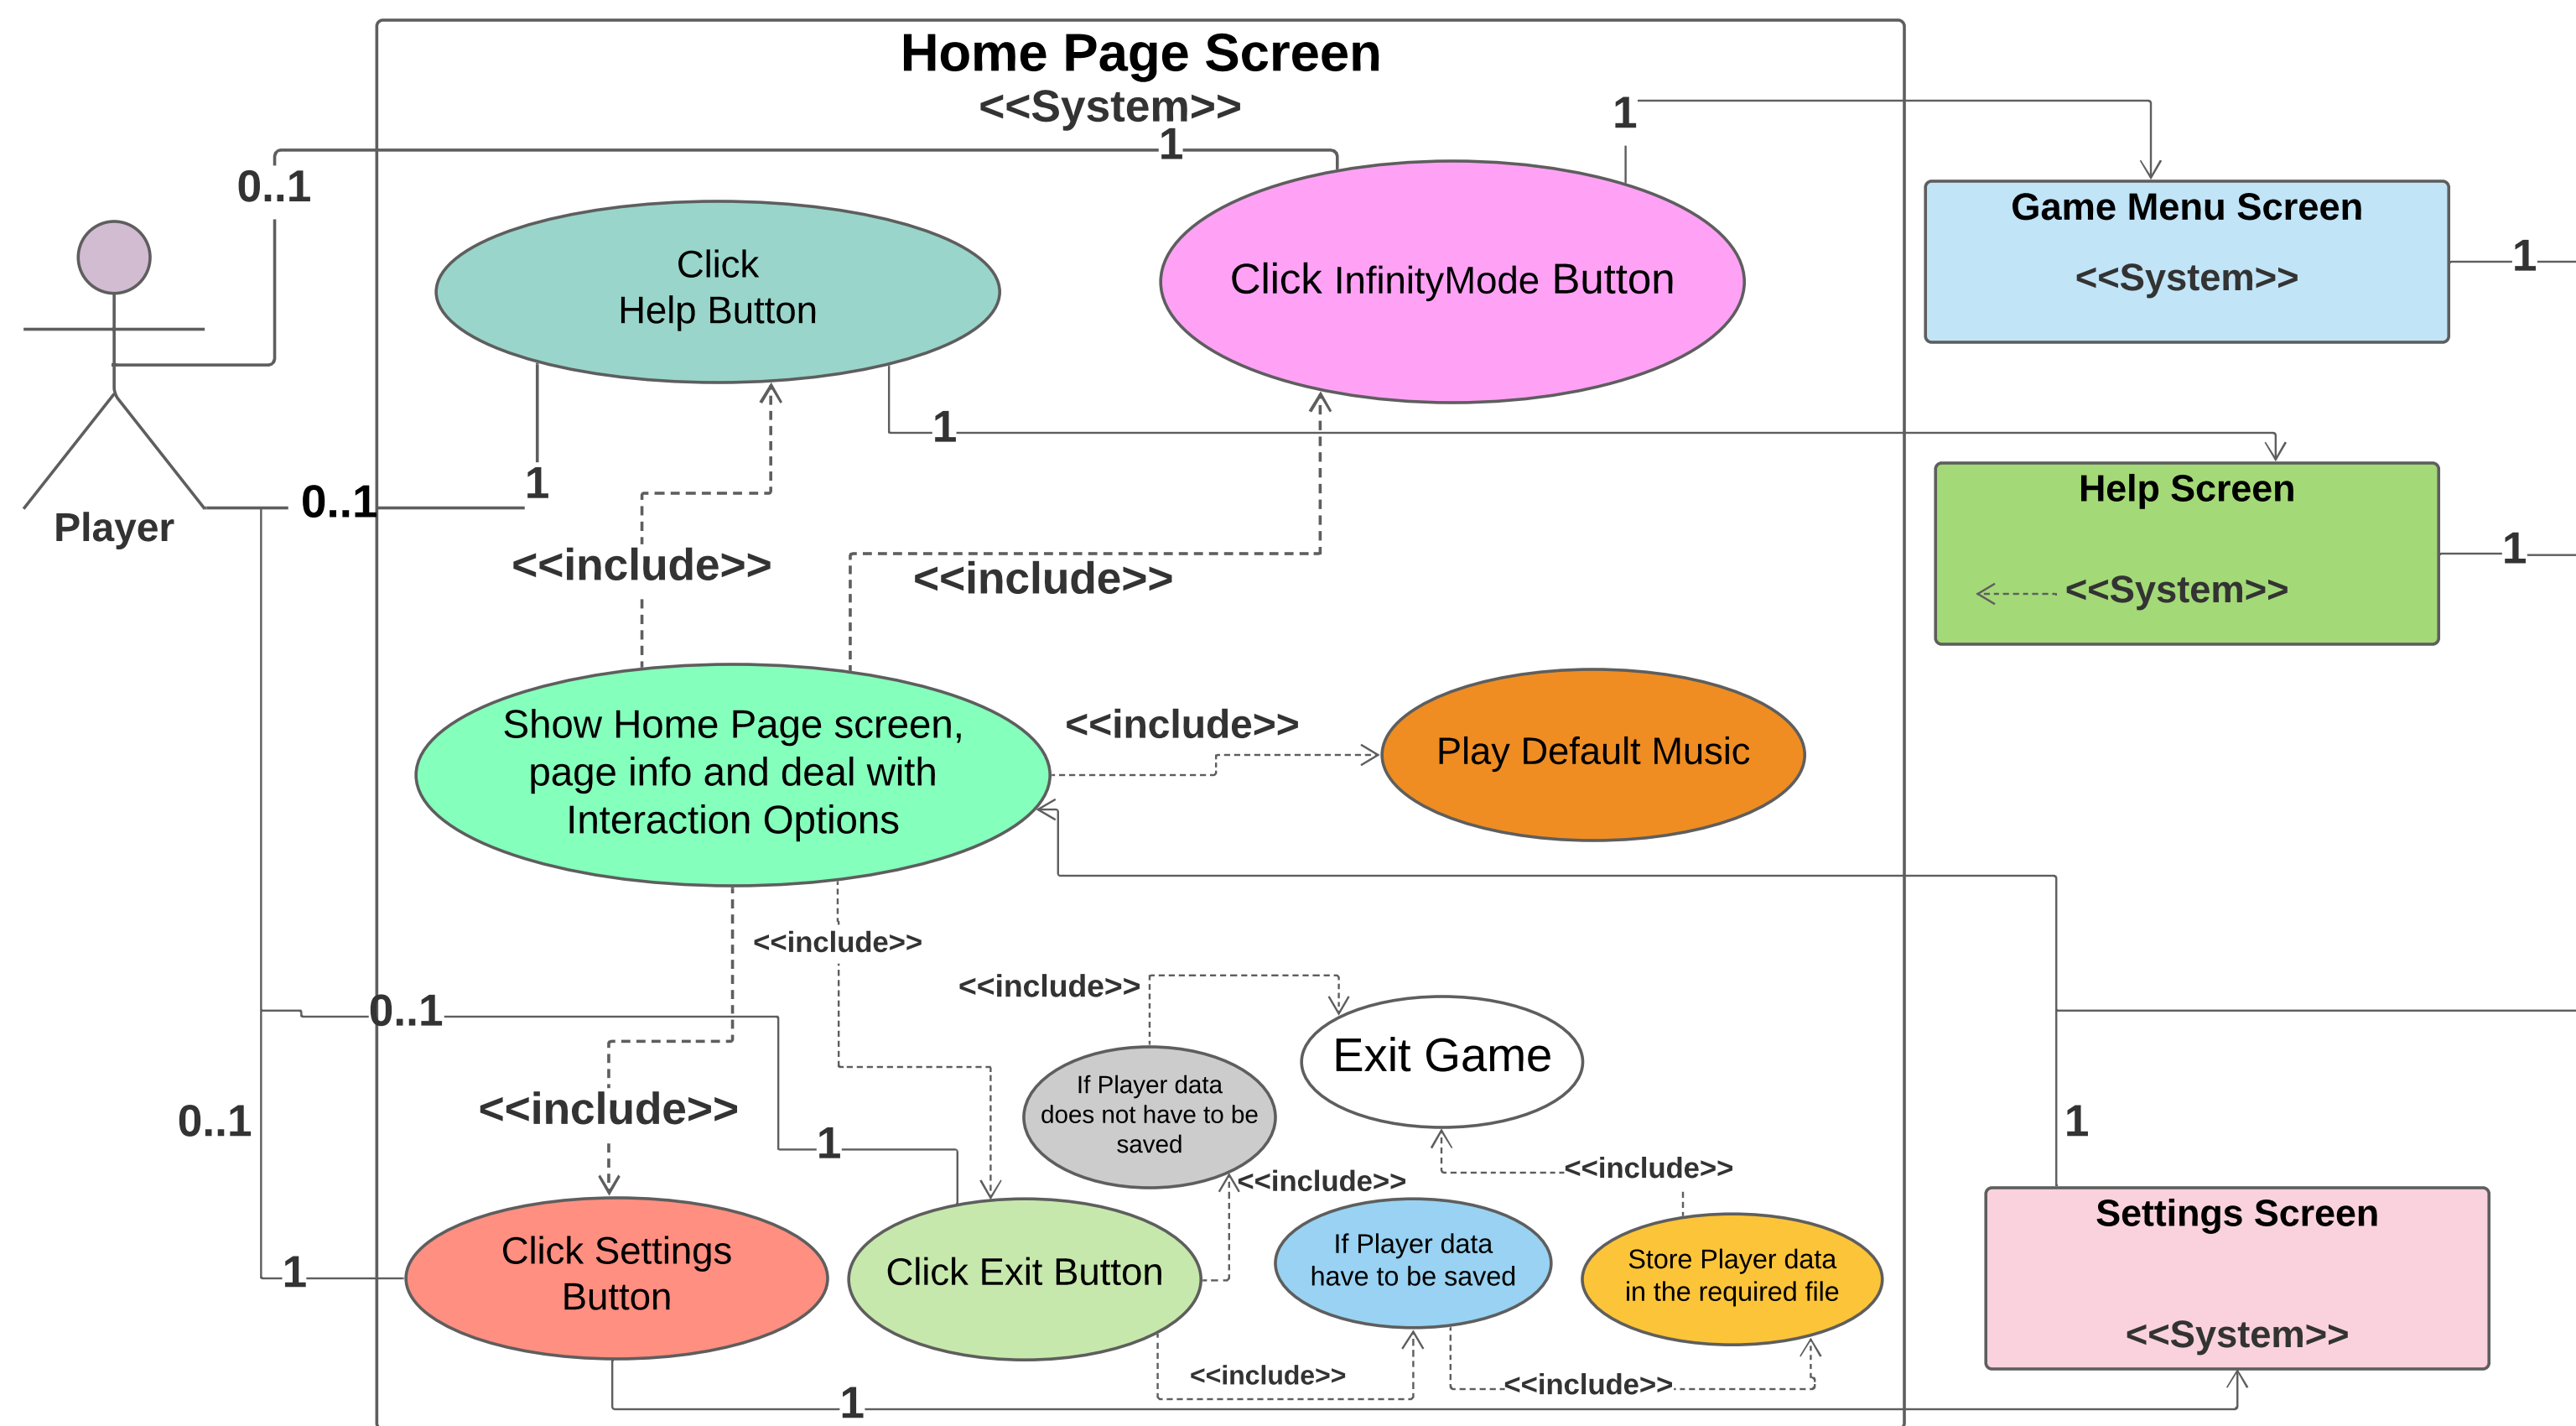 Home Page Screen
<<System>>
1
1
0..1
Game Menu Screen
<<System>>
1
Click
Help Button
Click InfinityMode Button
1
1
0..1
Player
Help Screen
<<System>>
1
<<include>>
<<include>>
Show Home Page screen,
page info and deal with
Interaction Options
<<include>>
Play Default Music
<<include>>
<<include>>
0..1
Exit Game
If Player data
does not have to be
saved
<<include>>
0..1
1
1
<<include>>
<<include>>
Click Settings
Button
1
Click Exit Button
If Player data
have to be saved
Store Player data
in the required file
Settings Screen
<<System>>
<<include>>
<<include>>
1